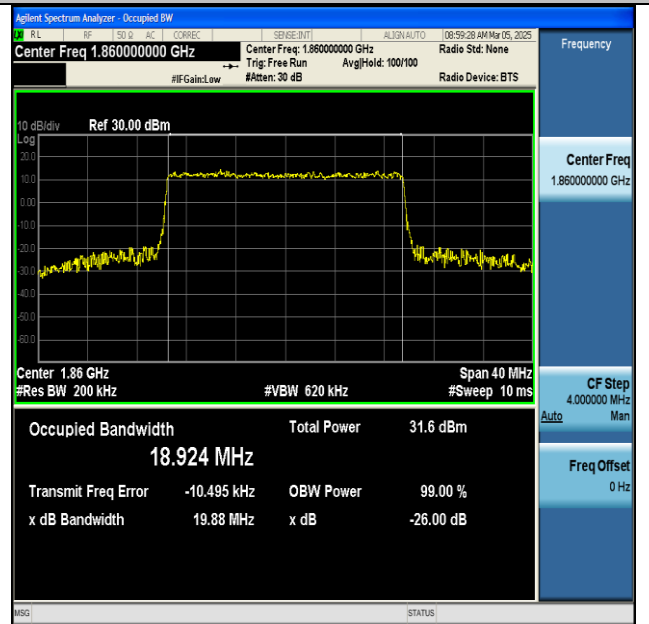 Agilent Spectrum Analyzer - Occupied BW
LXI RL RF 50 Ω AC CORREC SENSE:INT ALIGN AUTO 08:59:28 AM Mar 05, 2025
Center Freq 1.860000000 GHz Center Freq: 1.860000000 GHz Radio Std: None
Trig: Free Run Avg|Hold: 100/100
#IFGain:Low #Atten: 30 dB Radio Device: BTS
10 dB/div Ref 30.00 dBm
Log
20.0
10.0
0.00
-10.0
-20.0
-30.0
-40.0
-50.0
-60.0
Center 1.86 GHz Span 40 MHz
#Res BW 200 kHz #VBW 620 kHz #Sweep 10 ms
Occupied Bandwidth Total Power 31.6 dBm
18.924 MHz
Transmit Freq Error -10.495 kHz OBW Power 99.00 %
x dB Bandwidth 19.88 MHz x dB -26.00 dB
MSG STATUS
Frequency
Center Freq
1.860000000 GHz
CF Step
4.000000 MHz
Auto Man
Freq Offset
0 Hz